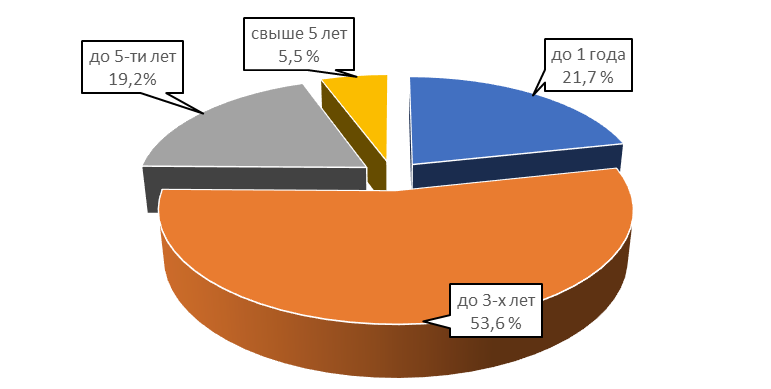 свыше 5 лет
5,5 %
до 5-ти лет
19,2%
до 1 года
21,7 %
до 3-х лет
53,6 %